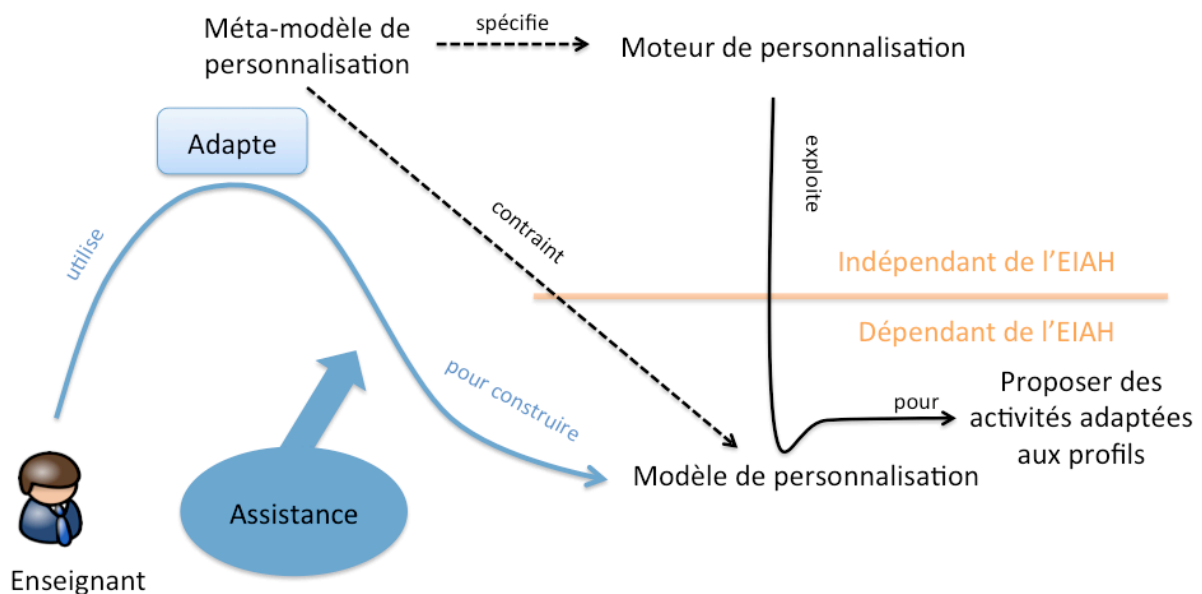 Méta-modèle de
personnalisation
spécifie
Moteur de personnalisation
Adapte
exploite
utilise
contraint
Indépendant de l'EIAH
Dépendant de l'EIAH
pour construire
pour
Proposer des
activités adaptées
aux profils
Modèle de personnalisation
Assistance
Enseignant